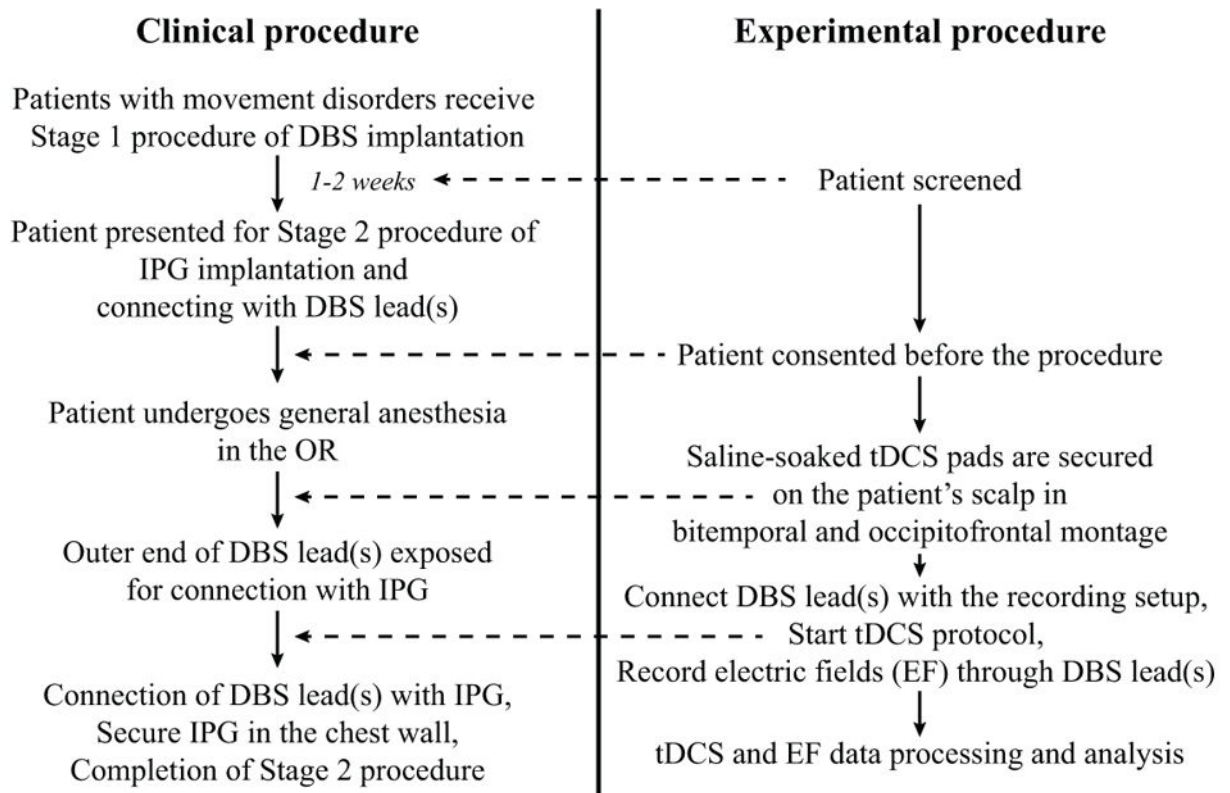 Clinical procedure
Patients with movement disorders receive
Stage 1 procedure of DBS implantation
1-2 weeks
Patient presented for Stage 2 procedure of
IPG implantation and
connecting with DBS lead(s)
Patient undergoes general anesthesia
in the OR
Outer end of DBS lead(s) exposed
for connection with IPG
Connection of DBS lead(s) with IPG,
Secure IPG in the chest wall,
Completion of Stage 2 procedure
Experimental procedure
Patient screened
Patient consented before the procedure
Saline-soaked tDCS pads are secured
on the patient's scalp in
bitemporal and occipitofrontal montage
Connect DBS lead(s) with the recording setup,
Start tDCS protocol,
Record electric fields (EF) through DBS lead(s)
tDCS and EF data processing and analysis